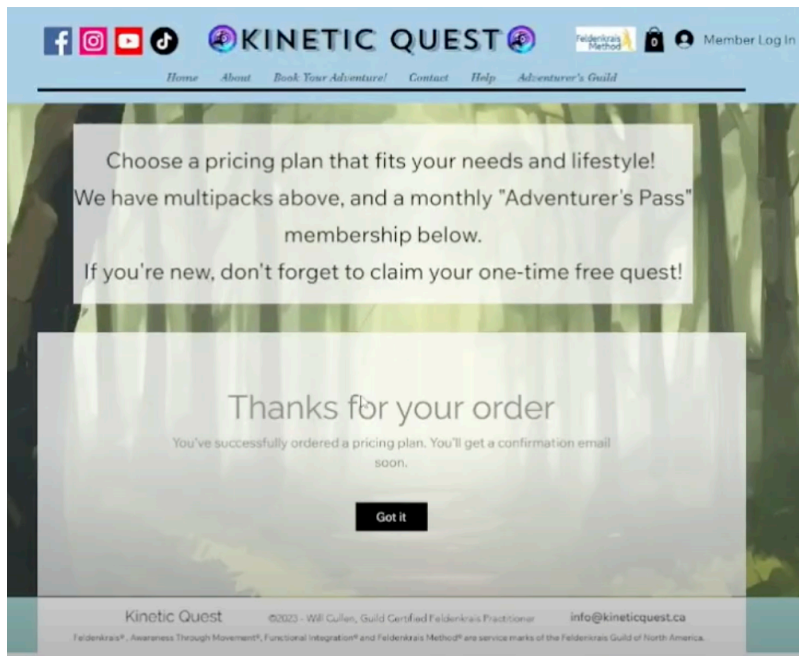 KINETIC QUEST
Feldenkrais
Method
0
Member Log In
Home About Book Your Adventure! Contact Help Adventurer's Guild
Choose a pricing plan that fits your needs and lifestyle!
We have multipacks above, and a monthly "Adventurer's Pass"
membership below.
If you're new, don't forget to claim your one-time free quest!
Thanks for your order
You've successfully ordered a pricing plan. You'll get a confirmation email
soon.
Got it
Kinetic Quest ©2023 - Will Cullen, Guild Certified Feldenkrais Practitioner info@kineticquest.ca
Feldenkrais®, Awareness Through Movement®, Functional Integration® and Feldenkrais Method® are service marks of the Feldenkrais Guild of North America.